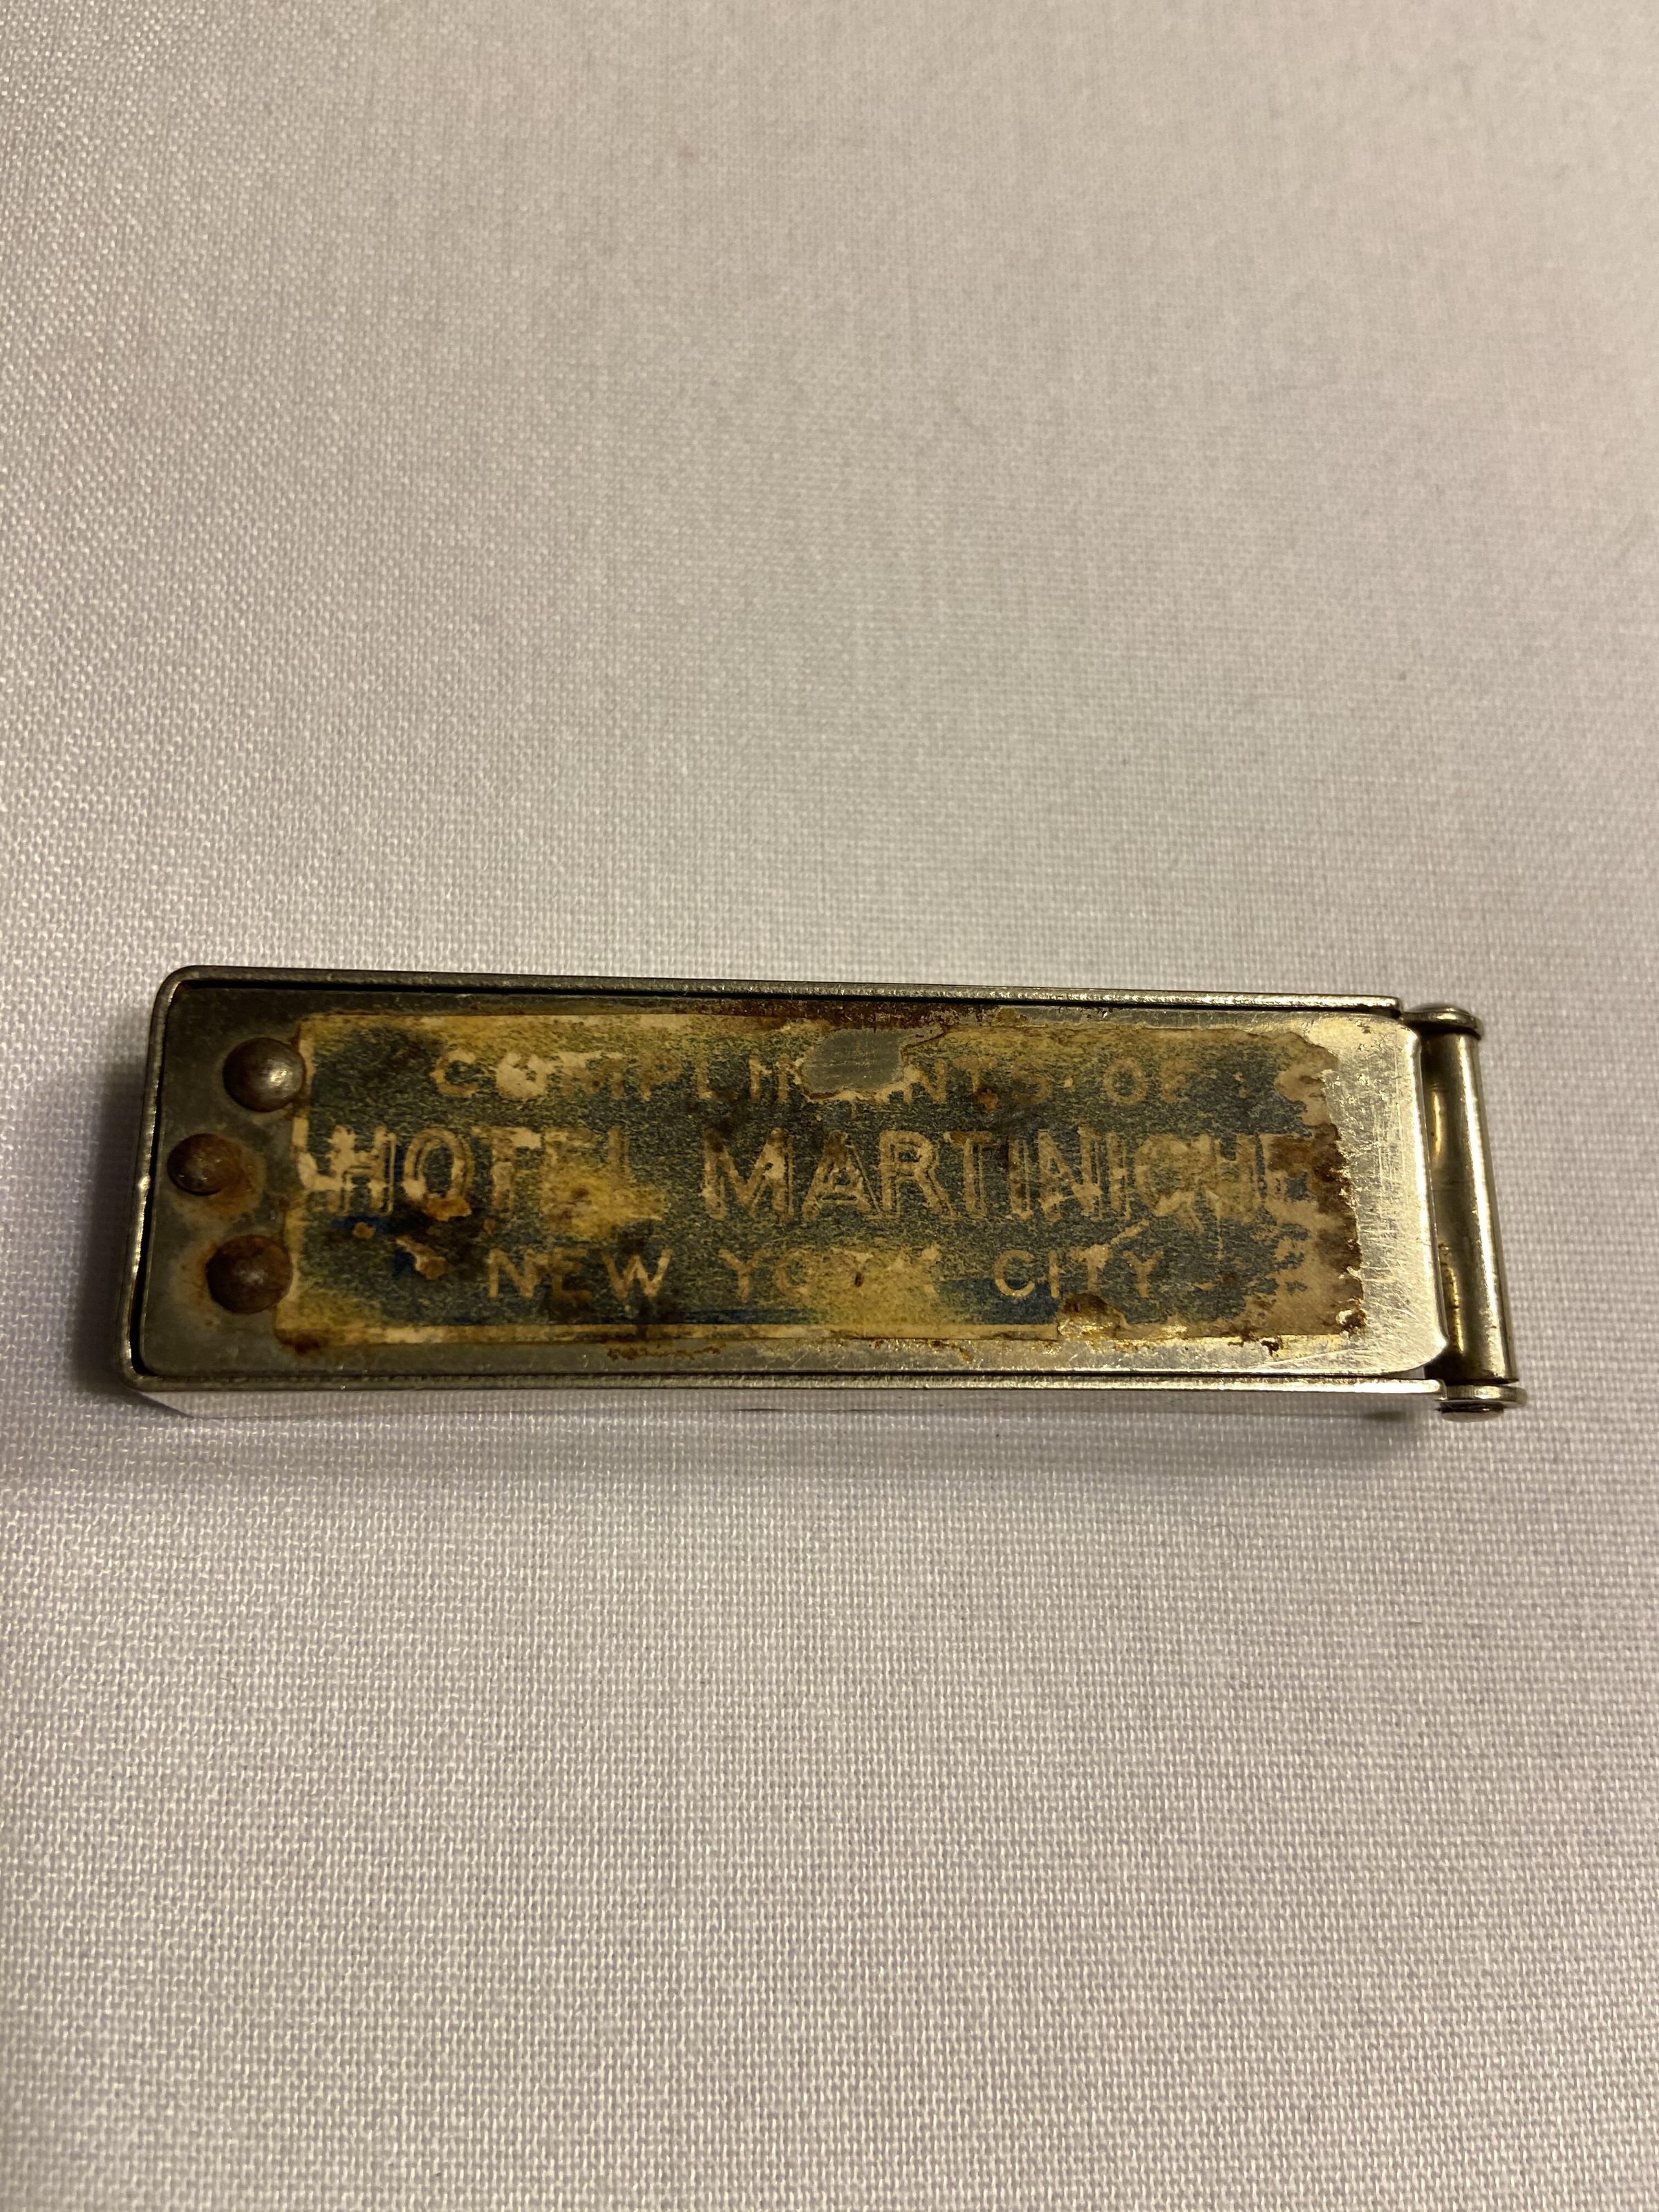 COMPLIMENTS OF
HOTEL MARTINIQUE
NEW YORK CITY